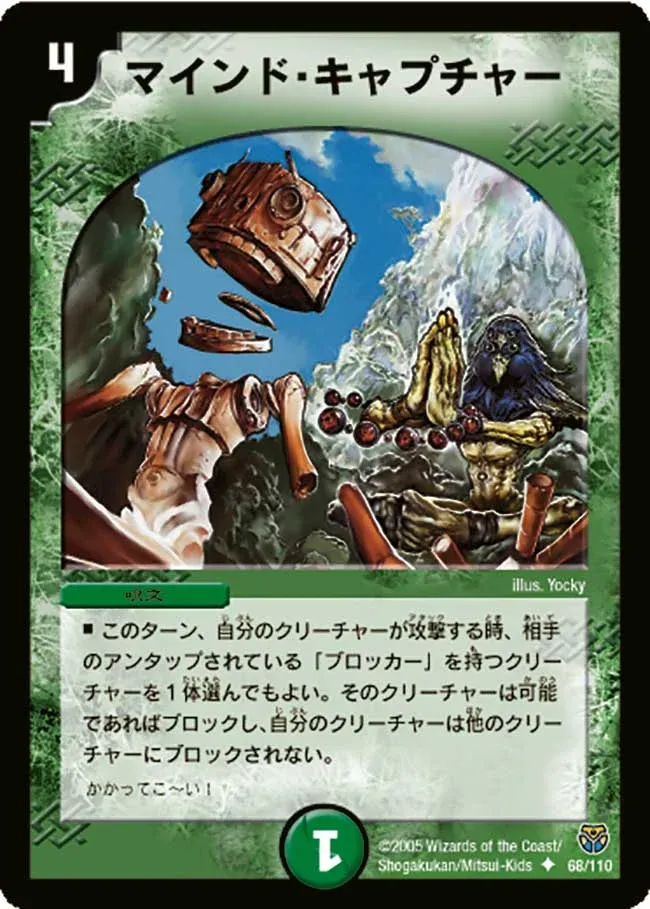 4
マインド・キャプチャー
illus. Yocky
呪文
■ このターン、自分のクリーチャーが攻撃する時、相手
のアンタップされている「ブロッカー」を持つクリー
チャーを1体選んでもよい。そのクリーチャーは可能
であればブロックし、自分のクリーチャーは他のクリー
チャーにブロックされない。
かかってこ〜い!
1
©2005 Wizards of the Coast/
Shogakukan/Mitsui-Kids ✦ 68/110